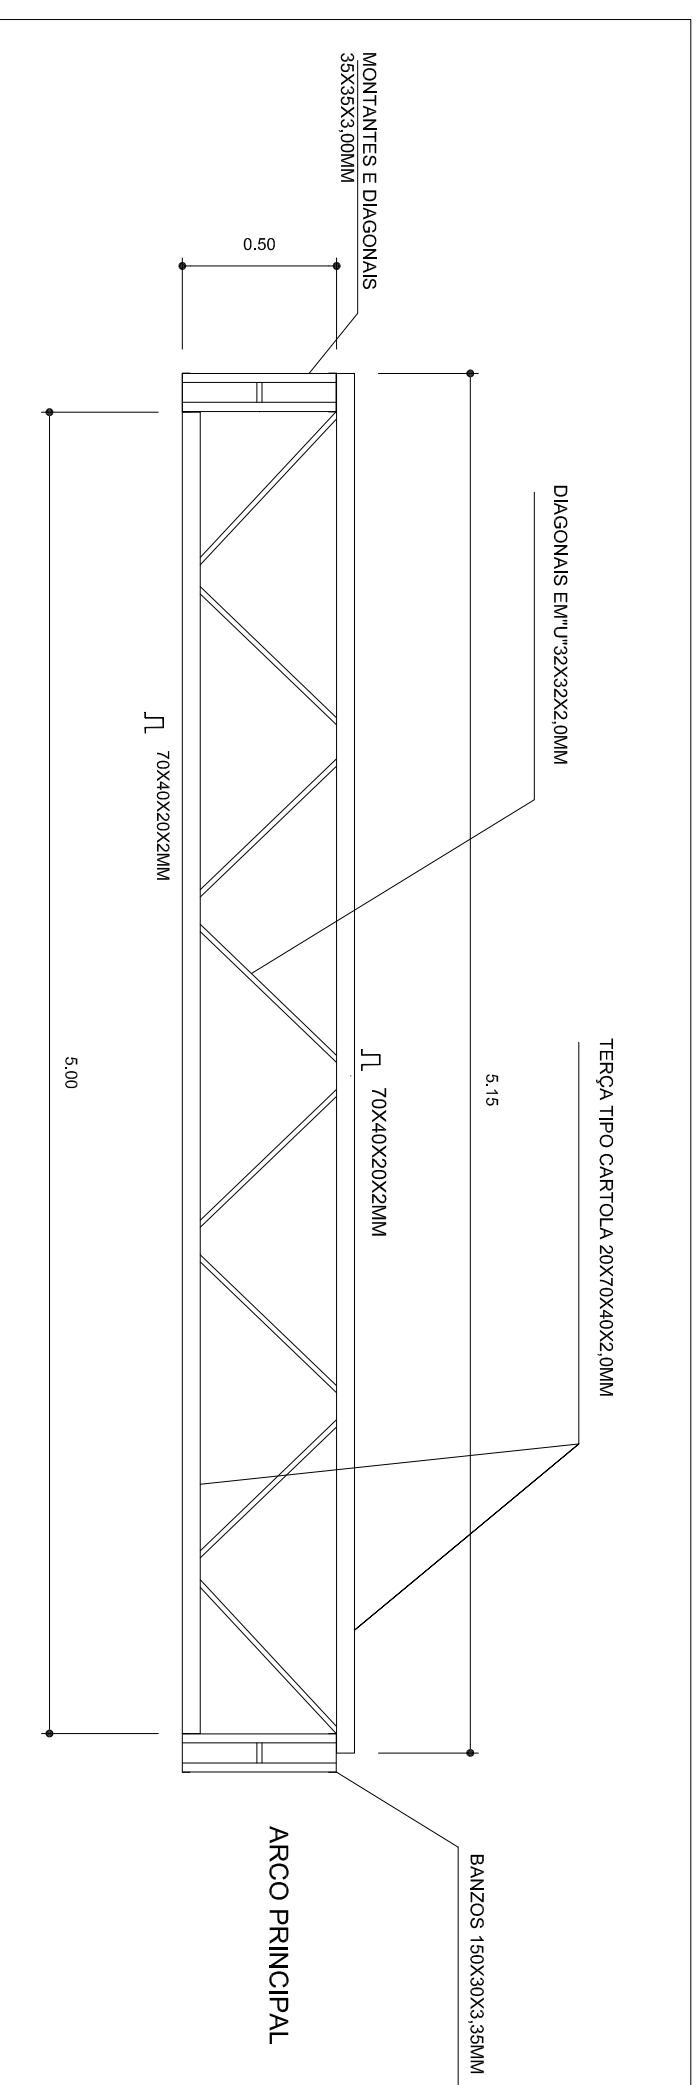 MONTANTES E DIAGONAIS
35X35X3,00MM
0.50
DIAGONAIS EM"U"32X32X2,0MM
TERÇA TIPO CARTOLA 20X70X40X2,0MM
5.15
70X40X20X2MM
70X40X20X2MM
5.00
BANZOS 150X30X3,35MM
ARCO PRINCIPAL